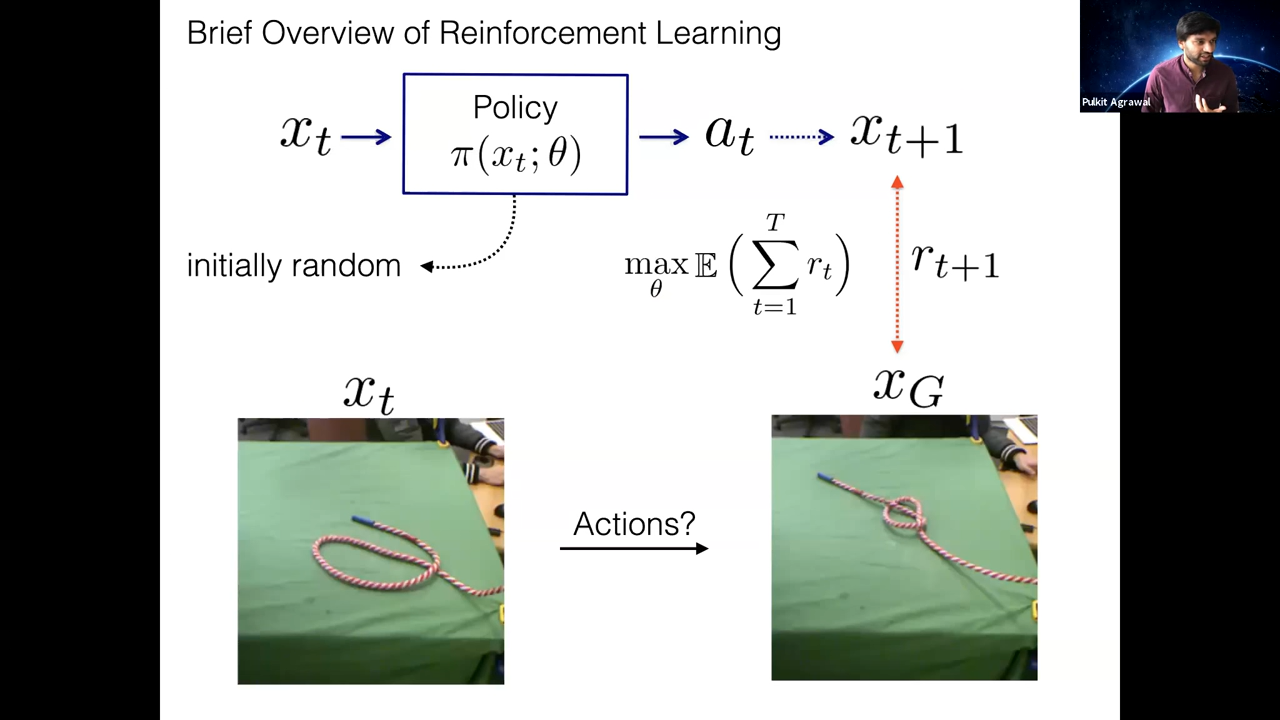 Brief Overview of Reinforcement Learning
Pulkit Agrawal
Policy
x_t → π(x_t; θ) → a_t ⇢ x_{t+1}
initially random
max_θ 𝔼 ( ∑_{t=1}^{T} r_t )
r_{t+1}
x_t
x_G
Actions?